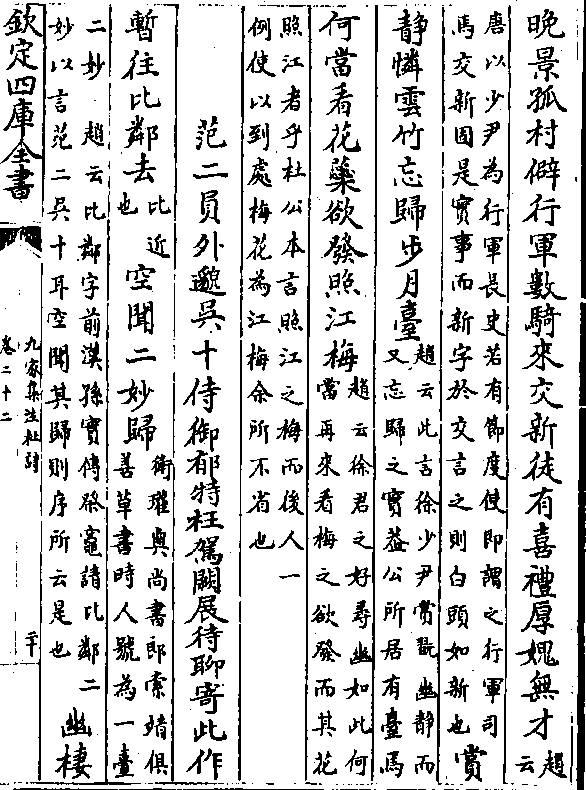 晚景孤村僻行軍數騎來交新徒有喜禮厚媿無才趙云
唐以少尹為行軍長史若有節度使即謂之行軍司
馬交新固是實事而新字於交言之則白頭如新也賞
靜憐雲竹忘歸步月臺趙云此言徐少尹賞翫幽靜而
又忘歸之實葢公所居有臺焉
何當看花蘂欲發照江梅趙云徐君之好尋幽如此何
當再來看梅之欲發而其花
照江者乎杜公本言照江之梅而後人一
例使以到處梅花為江梅余所不省也
范二員外邈吳十侍御郁特枉駕闕展待聊寄此作
暫往比鄰去比近
也空聞二妙歸衛瓘與尚書郎索靖俱
善草書時人號為一臺
二妙趙云比鄰字前漢孫實傳祭竈請比鄰二
妙以言范二吳十耳空聞其歸則序所云是也幽棲
欽定四庫全書
九家集注杜詩
卷二十二
二十